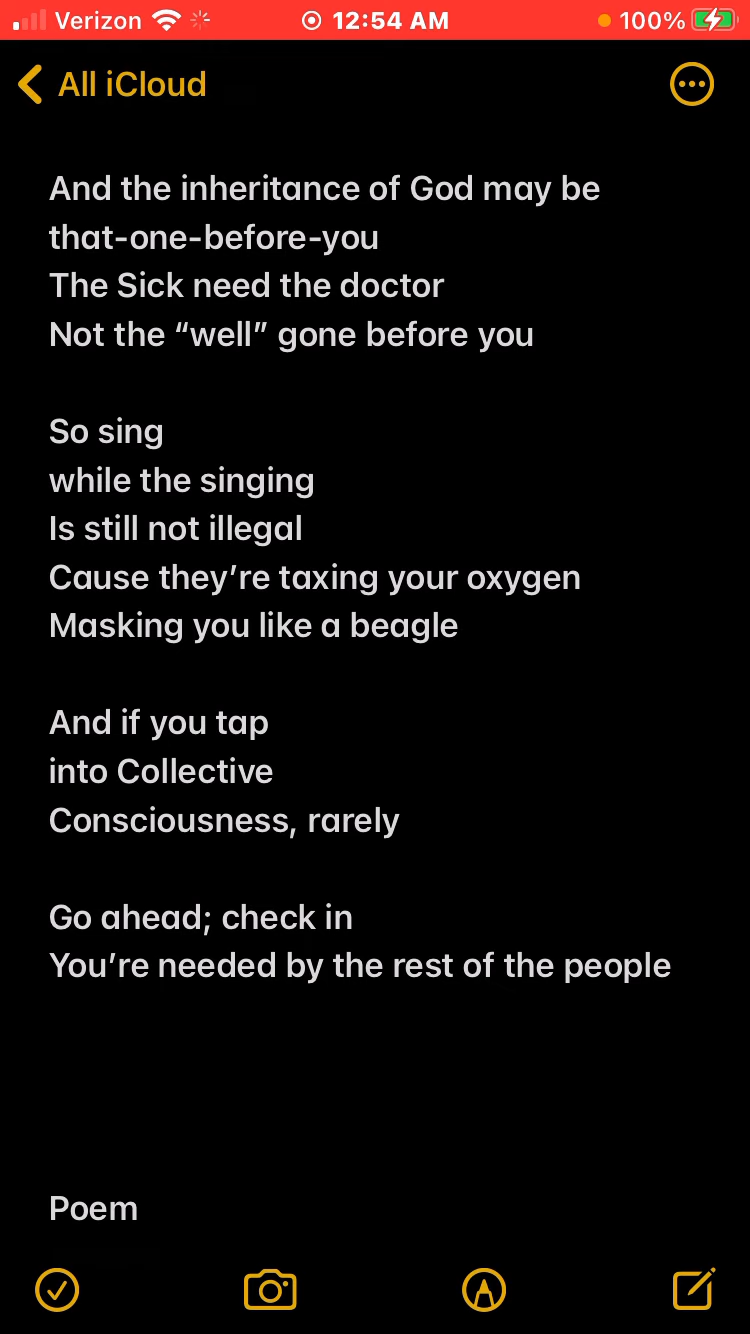 Verizon 12:54 AM 100%
All iCloud
And the inheritance of God may be
that-one-before-you
The Sick need the doctor
Not the “well” gone before you
So sing
while the singing
Is still not illegal
Cause they’re taxing your oxygen
Masking you like a beagle
And if you tap
into Collective
Consciousness, rarely
Go ahead; check in
You’re needed by the rest of the people
Poem